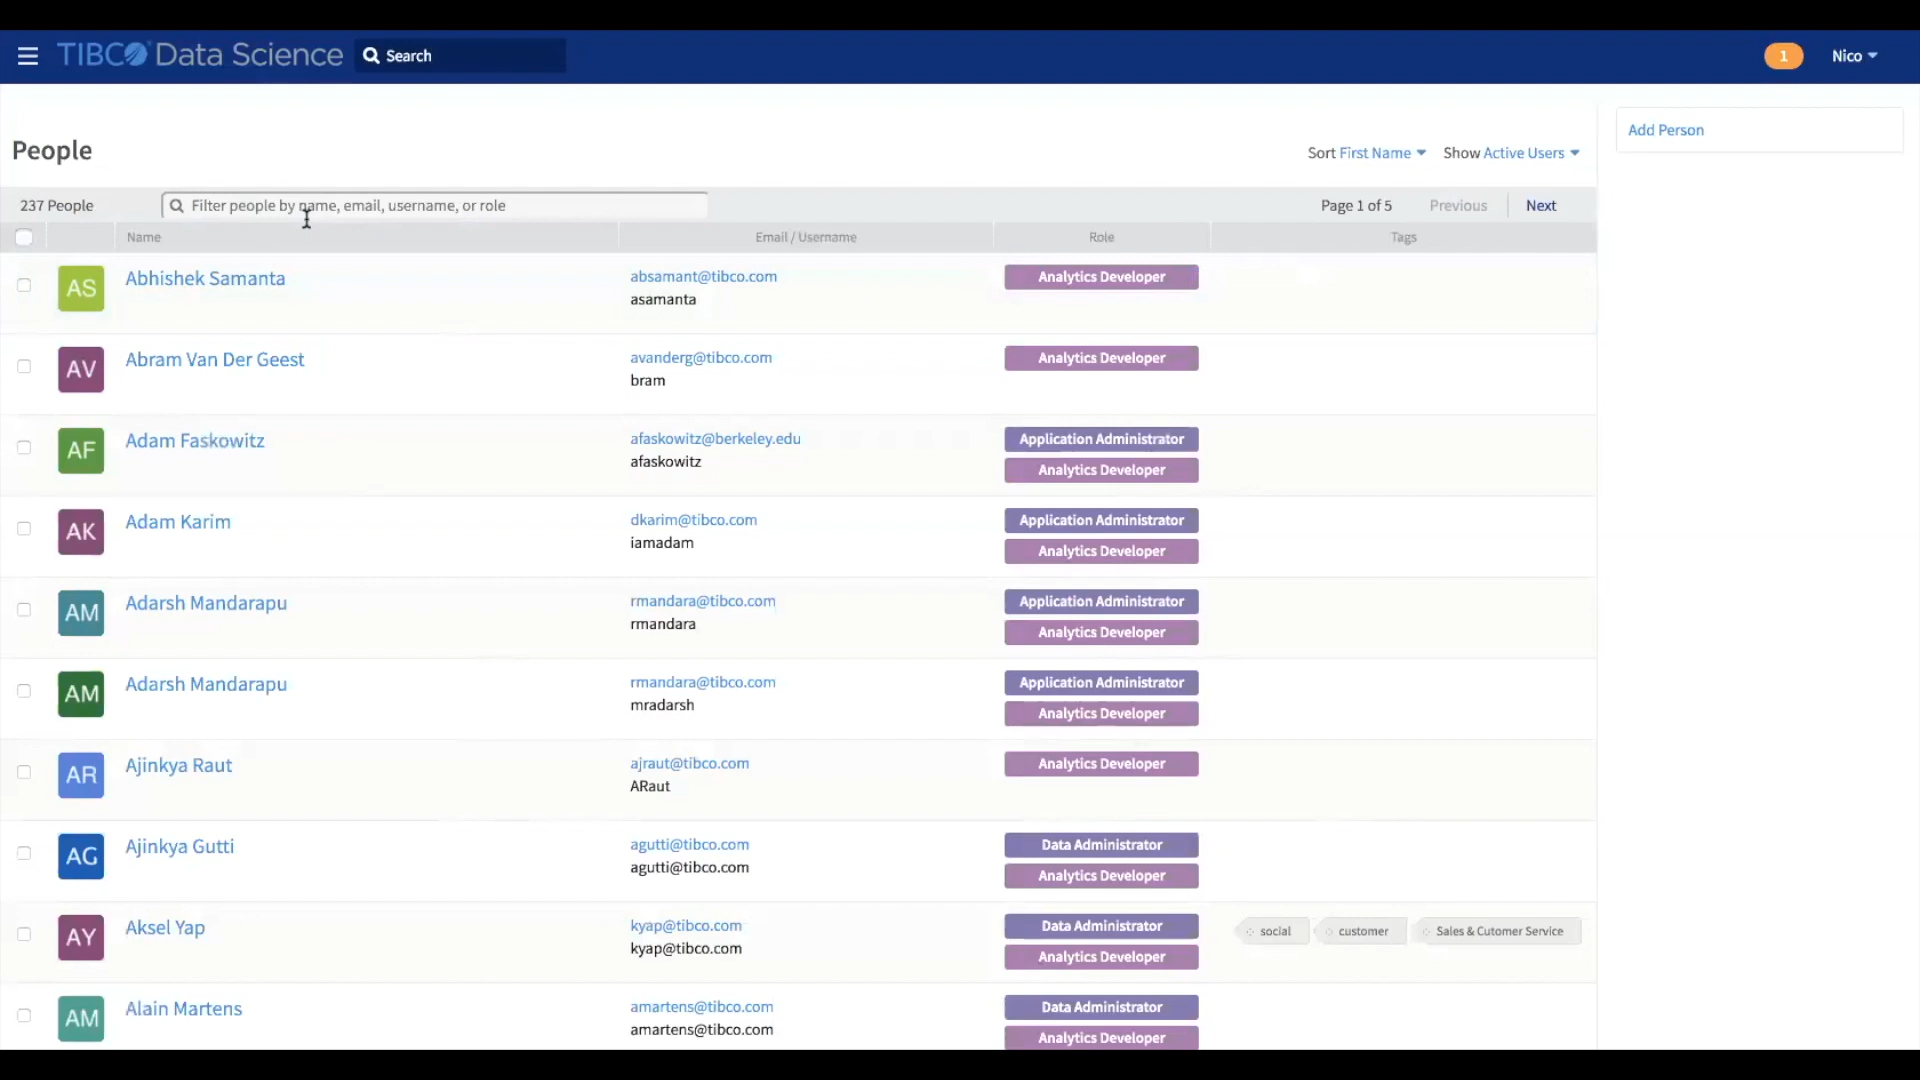 TIBCO Data Science Search 1 Nico
Add Person
People Sort First Name Show Active Users
237 People Filter people by name, email, username, or role Page 1 of 5 Previous Next
Name Email / Username Role Tags
AS Abhishek Samanta absamant@tibco.com Analytics Developer
asamanta
AV Abram Van Der Geest avanderg@tibco.com Analytics Developer
bram
AF Adam Faskowitz afaskowitz@berkeley.edu Application Administrator
afaskowitz Analytics Developer
AK Adam Karim dkarim@tibco.com Application Administrator
iamadam Analytics Developer
AM Adarsh Mandarapu rmandara@tibco.com Application Administrator
rmandara Analytics Developer
AM Adarsh Mandarapu rmandara@tibco.com Application Administrator
mradarsh Analytics Developer
AR Ajinkya Raut ajraut@tibco.com Analytics Developer
ARaut
AG Ajinkya Gutti agutti@tibco.com Data Administrator
agutti@tibco.com Analytics Developer
AY Aksel Yap kyap@tibco.com Data Administrator social customer Sales & Cutomer Service
kyap@tibco.com Analytics Developer
AM Alain Martens amartens@tibco.com Data Administrator
amartens@tibco.com Analytics Developer